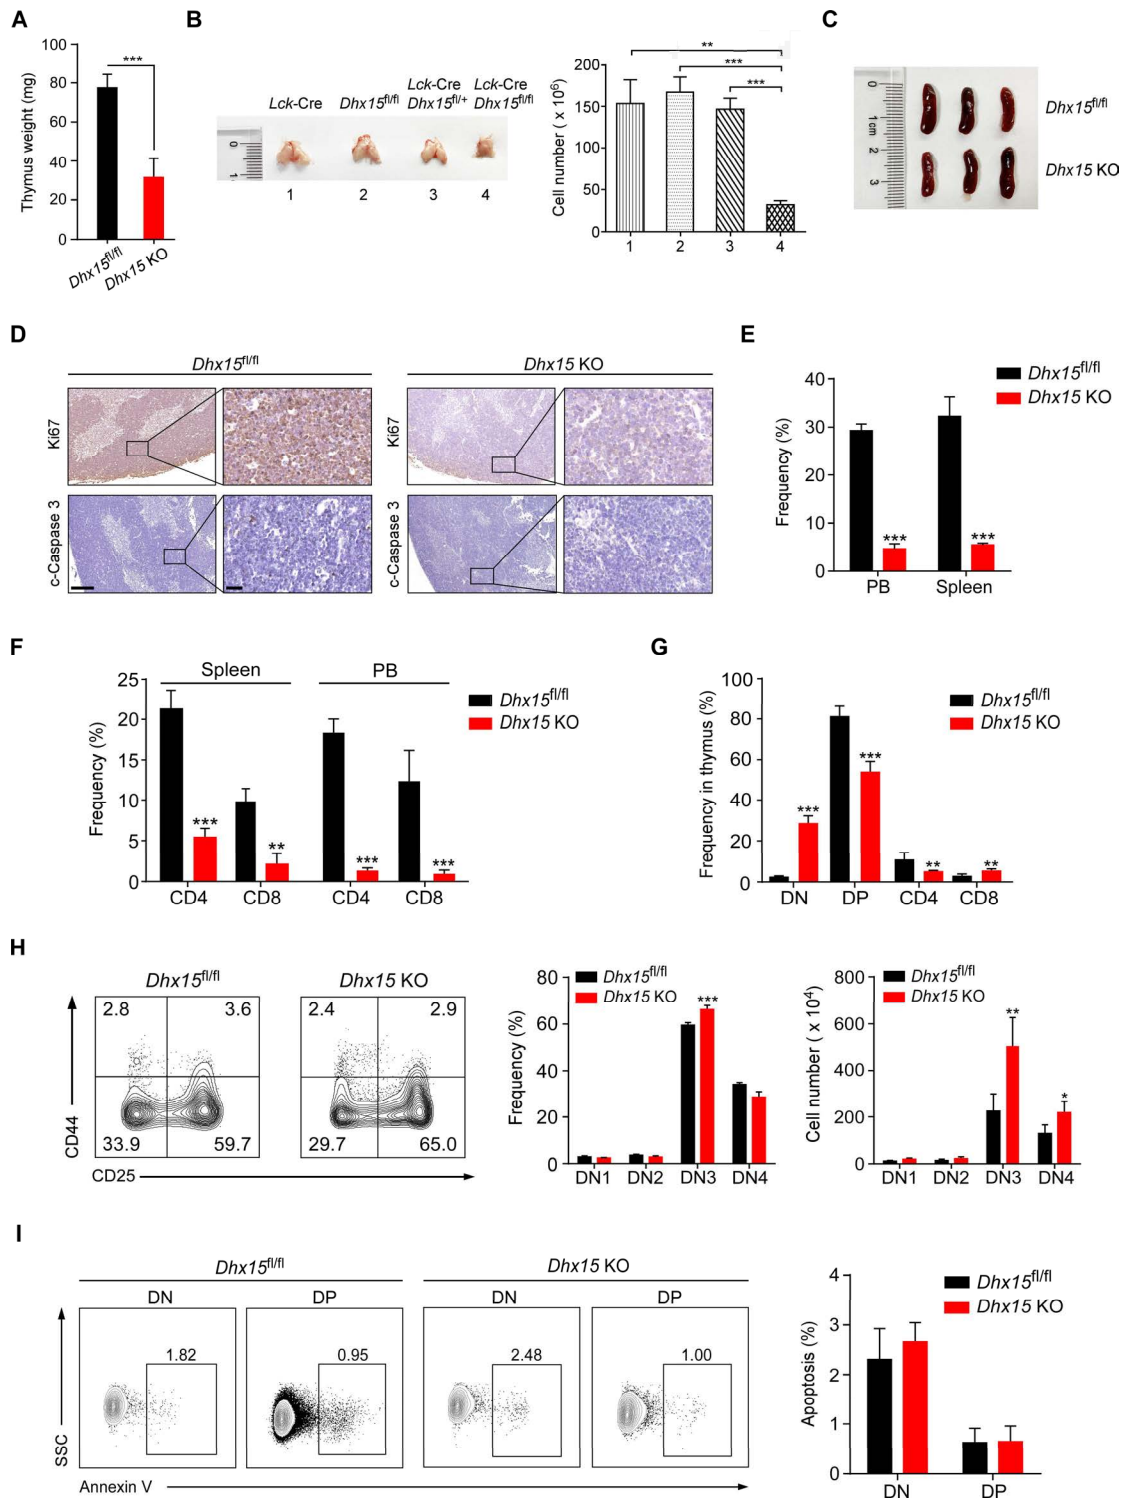 A
Thymus weight (mg)
100
80
60
40
20
0
***
Dhx15fl/fl
Dhx15 KO
B
Lck-Cre
Dhx15fl/fl
Lck-Cre
Dhx15fl/+
Lck-Cre
Dhx15fl/fl
0
1
1 2 3 4
Cell number ( x 10⁶)
200
150
100
50
0
**
***
***
1 2 3 4
C
0
1 cm
2
3
Dhx15fl/fl
Dhx15 KO
D
Dhx15fl/fl
Dhx15 KO
Ki67
Ki67
c-Caspase 3
c-Caspase 3
E
Dhx15fl/fl
Dhx15 KO
Frequency (%)
40
30
20
10
0
***
***
PB Spleen
F
Spleen PB
Dhx15fl/fl
Dhx15 KO
Frequency (%)
25
20
15
10
5
0
***
**
***
***
CD4 CD8 CD4 CD8
G
Dhx15fl/fl
Dhx15 KO
Frequency in thymus (%)
100
80
60
40
20
0
***
***
**
**
DN DP CD4 CD8
H
Dhx15fl/fl
Dhx15 KO
2.8 3.6
33.9 59.7
2.4 2.9
29.7 65.0
CD44
CD25
Dhx15fl/fl
Dhx15 KO
Frequency (%)
80
60
40
20
0
***
DN1 DN2 DN3 DN4
Dhx15fl/fl
Dhx15 KO
Cell number ( x 10⁴)
800
600
400
200
0
**
*
DN1 DN2 DN3 DN4
I
Dhx15fl/fl
Dhx15 KO
DN DP DN DP
1.82 0.95 2.48 1.00
SSC
Annexin V
Dhx15fl/fl
Dhx15 KO
Apoptosis (%)
4
3
2
1
0
DN DP